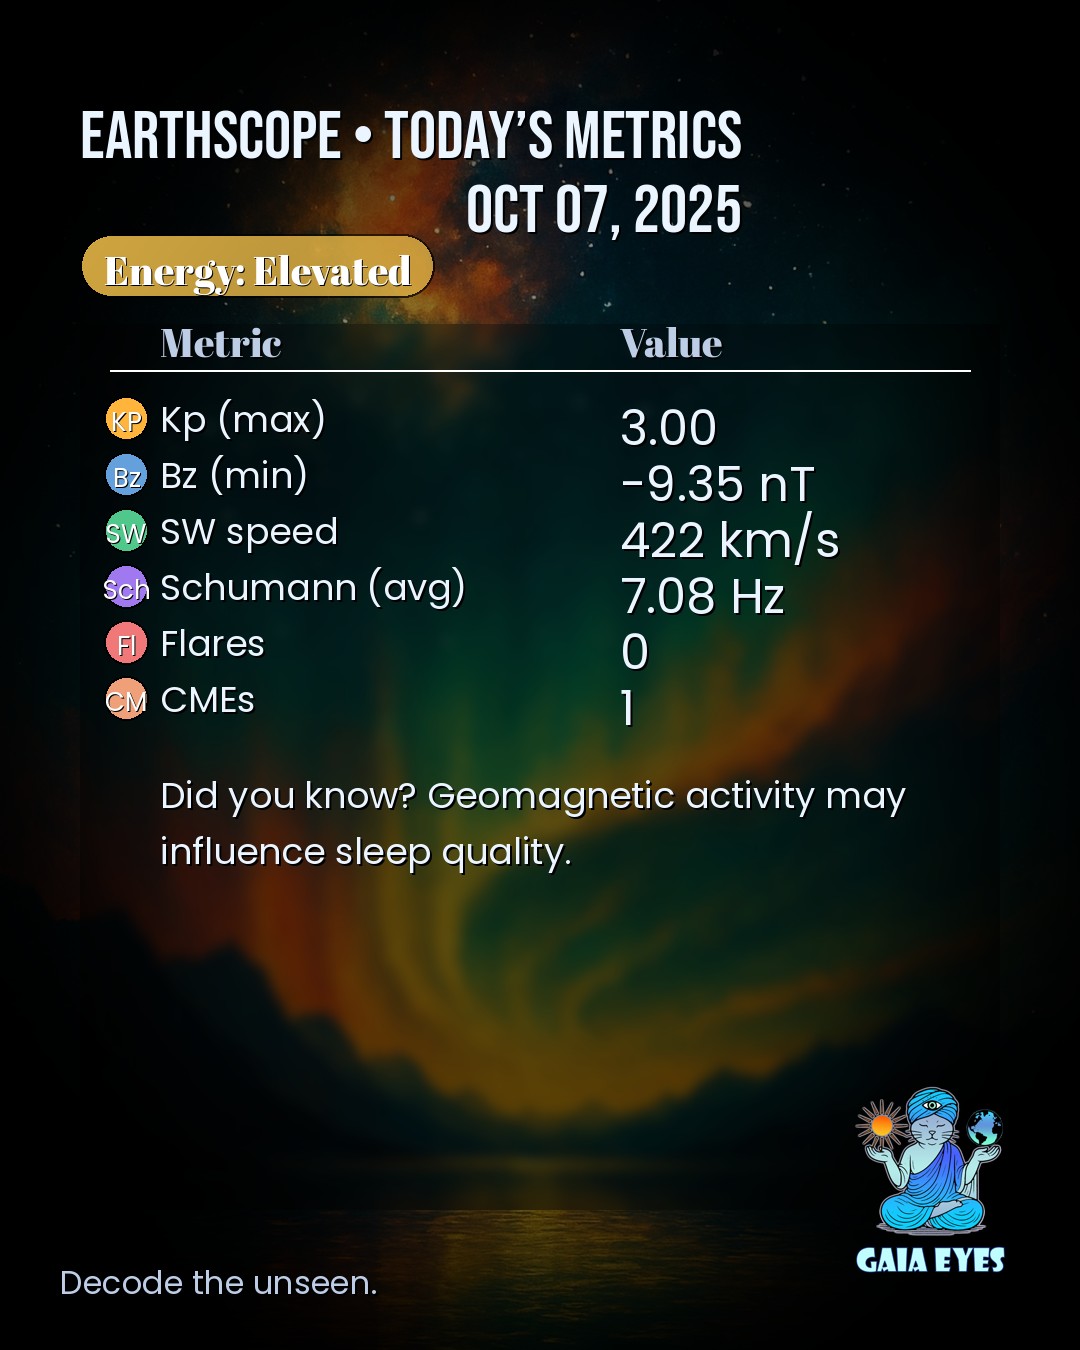 EARTHSCOPE • TODAY’S METRICS
OCT 07, 2025
Energy: Elevated
Metric Value
KP Kp (max) 3.00
Bz Bz (min) −9.35 nT
SW SW speed 422 km/s
Sch Schumann (avg) 7.08 Hz
Fl Flares 0
CM CMEs 1
Did you know? Geomagnetic activity may
influence sleep quality.
GAIA EYES
Decode the unseen.